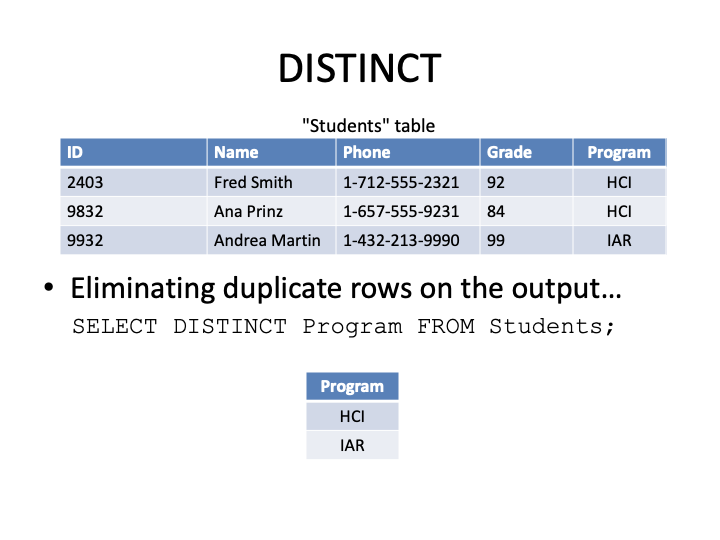 DISTINCT
"Students" table
ID Name Phone Grade Program
2403 Fred Smith 1-712-555-2321 92 HCI
9832 Ana Prinz 1-657-555-9231 84 HCI
9932 Andrea Martin 1-432-213-9990 99 IAR
• Eliminating duplicate rows on the output…
SELECT DISTINCT Program FROM Students;
Program
HCI
IAR